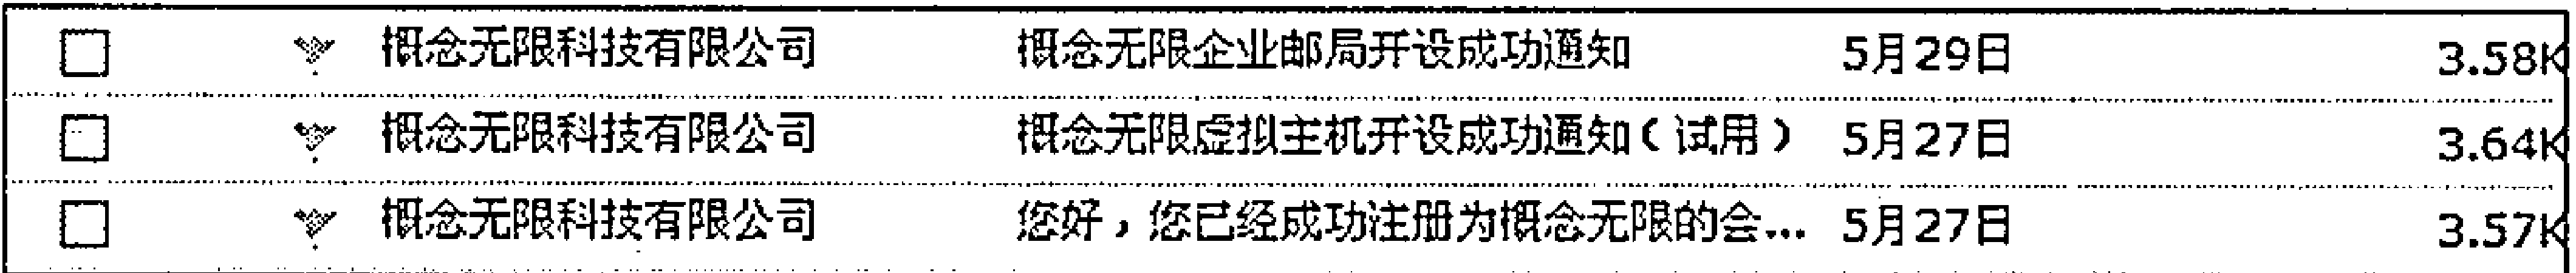 概念无限科技有限公司 概念无限企业邮局开设成功通知 5月29日 3.58K
概念无限科技有限公司 概念无限虚拟主机开设成功通知(试用) 5月27日 3.64K
概念无限科技有限公司 您好,您已经成功注册为概念无限的会... 5月27日 3.57K